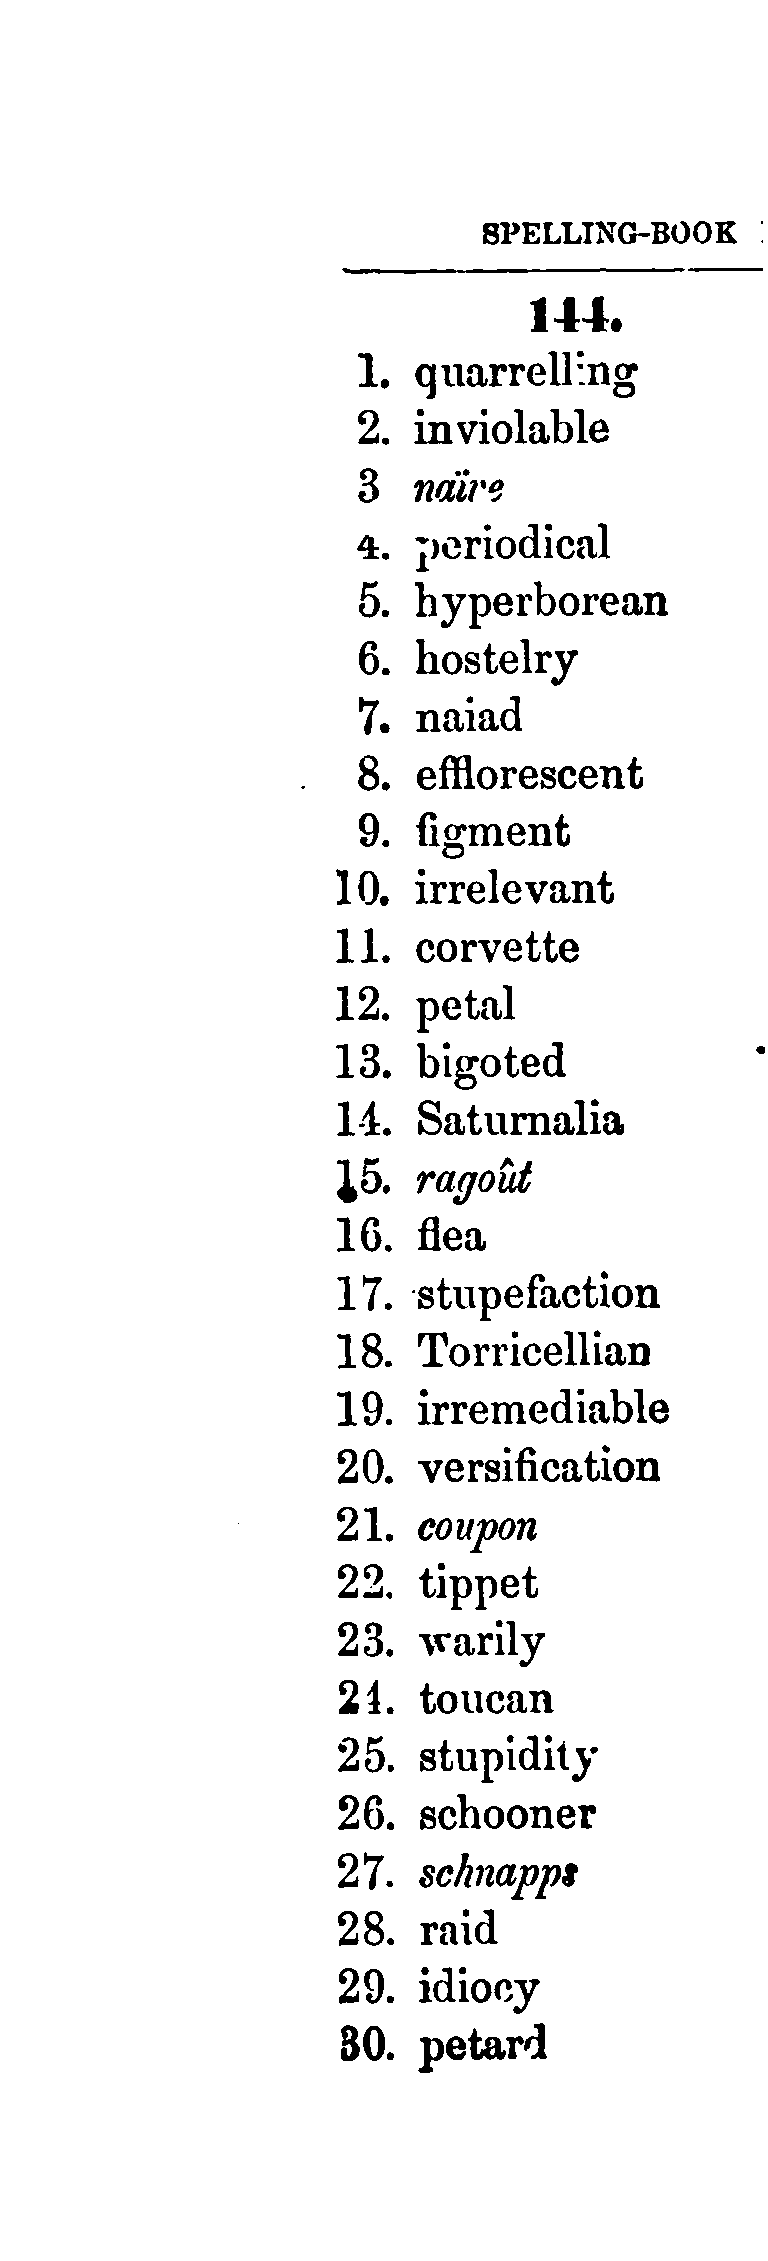 SPELLING-BOOK
144.
1. quarrelling
2. inviolable
3 naïve
4. periodical
5. hyperborean
6. hostelry
7. naiad
8. efflorescent
9. figment
10. irrelevant
11. corvette
12. petal
13. bigoted
14. Saturnalia
15. ragoût
16. flea
17. stupefaction
18. Torricellian
19. irremediable
20. versification
21. coupon
22. tippet
23. warily
24. toucan
25. stupidity
26. schooner
27. schnapps
28. raid
29. idiocy
30. petard